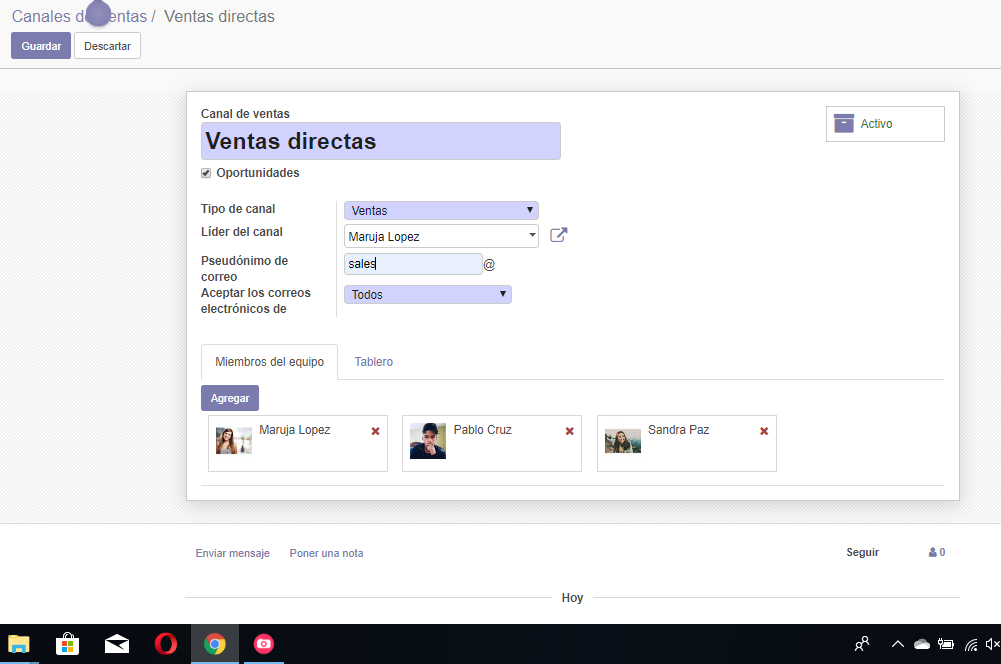 Canales de Ventas / Ventas directas
Guardar Descartar
Canal de ventas
Ventas directas
Activo
Oportunidades
Tipo de canal Ventas
Líder del canal Maruja Lopez
Pseudónimo de
correo sales @
Aceptar los correos
electrónicos de Todos
Miembros del equipo Tablero
Agregar
Maruja Lopez Pablo Cruz Sandra Paz
Enviar mensaje Poner una nota Seguir 0
Hoy